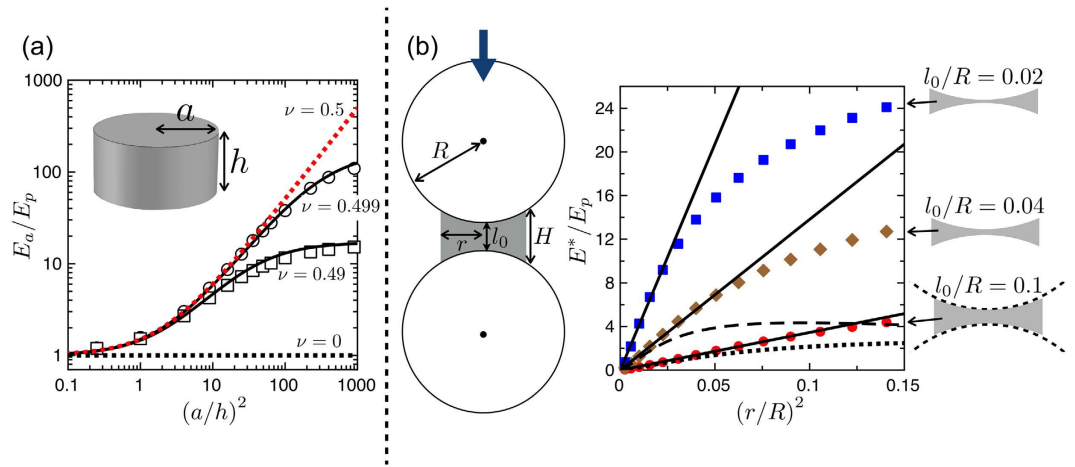 (a)
1000
100
10
1
0.1
1
10
100
1000
E_a/E_p
(a/h)^2
a
h
ν = 0.5
ν = 0.499
ν = 0.49
ν = 0
(b)
R
r
l_0
H
24
20
16
12
8
4
0
0
0.05
0.1
0.15
E^*/E_p
(r/R)^2
l_0/R = 0.02
l_0/R = 0.04
l_0/R = 0.1